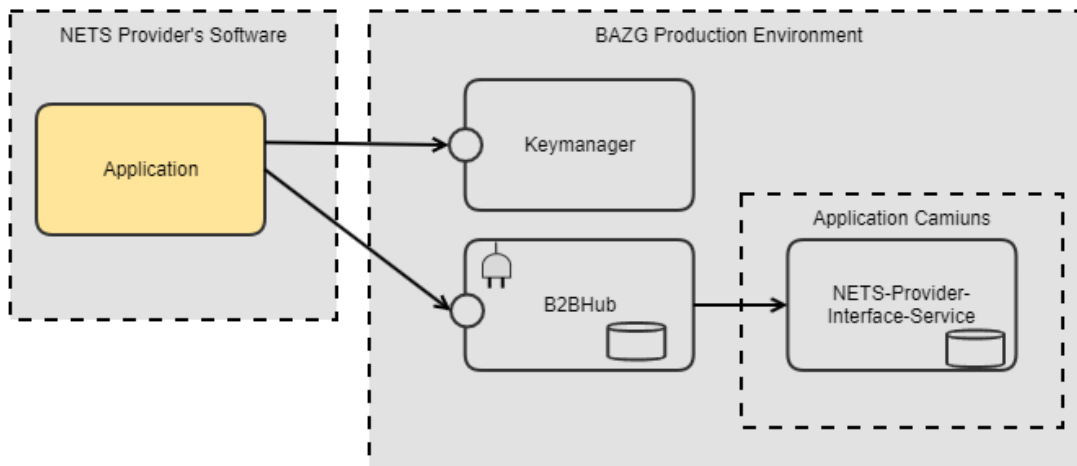 NETS Provider's Software
BAZG Production Environment
Application
Keymanager
Application Camiuns
B2BHub
NETS-Provider-
Interface-Service